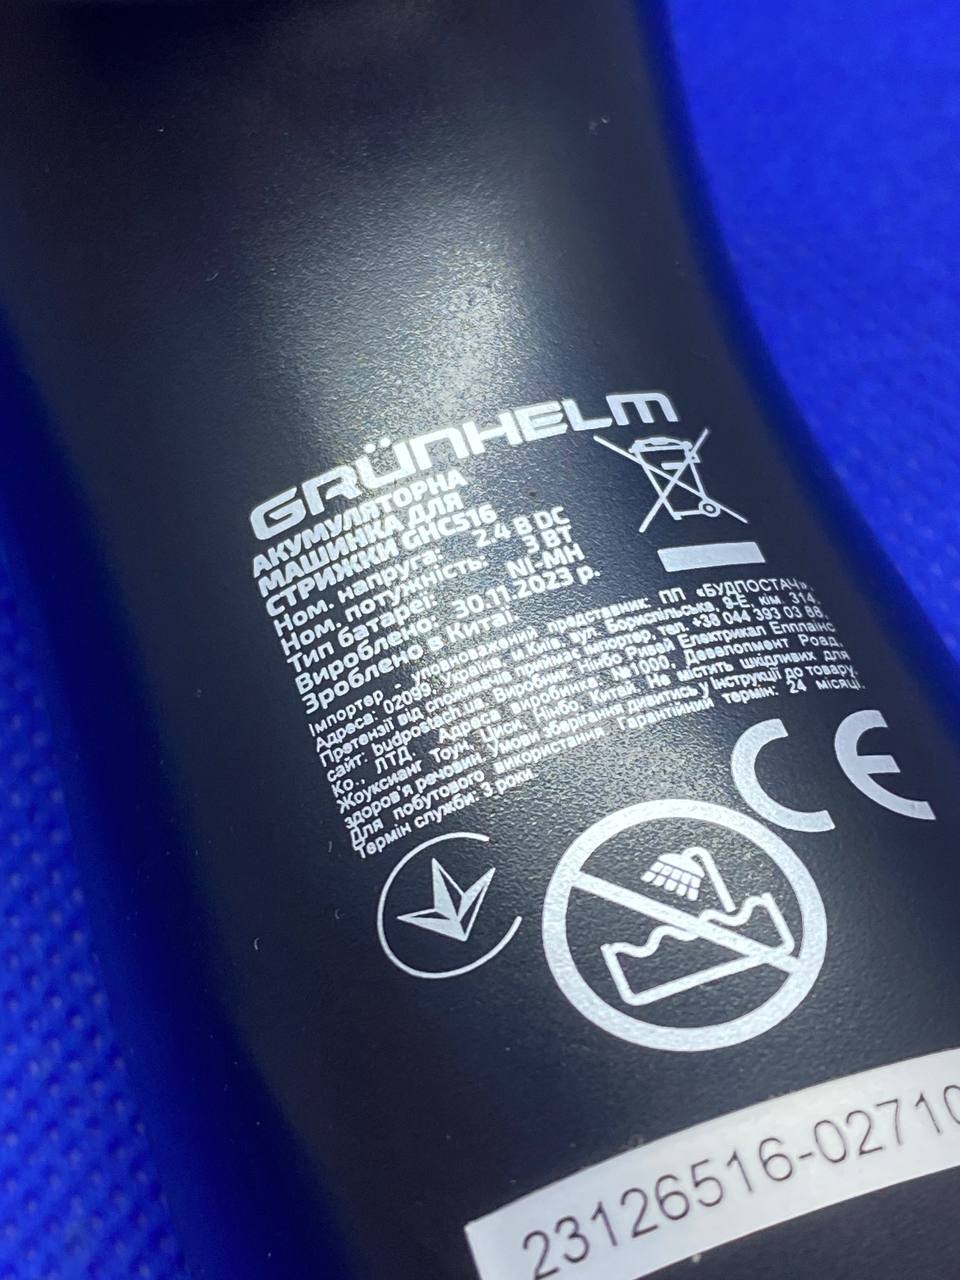 GRÜNHELM
АКУМУЛЯТОРНА
МАШИНКА ДЛЯ
СТРИЖКИ GHC516
Ном. напруга: 2.4 В DC
Ном. потужність: 3 ВТ
Тип батареї: NI-MH
Вироблено: 30.11.2023 р.
Зроблено в Китаї.
Імпортер - уповноважений представник: ПП «БУДПОСТАЧ».
Адреса: 02099, Україна, м.Київ, вул. Бориспільська, 9-Е, кім. 314.
Претензії від споживачів приймає імпортер, тел. +38 044 393 03 88.
сайт: budpostach.ua. Виробник: Нінбо Ривей Електрикал Епплаінс
Ко., ЛТД. Адреса виробника: №1000, Девелопмент Роад,
Жоуксианг Тоун, Циси, Нінбо, Китай. Не містить шкідливих для
здоров'я речовин. Умови зберігання дивитись у Інструкції до товару.
Для побутового використання. Гарантійний термін: 24 місяці.
Термін служби: 3 роки.
CE
23126516-02710